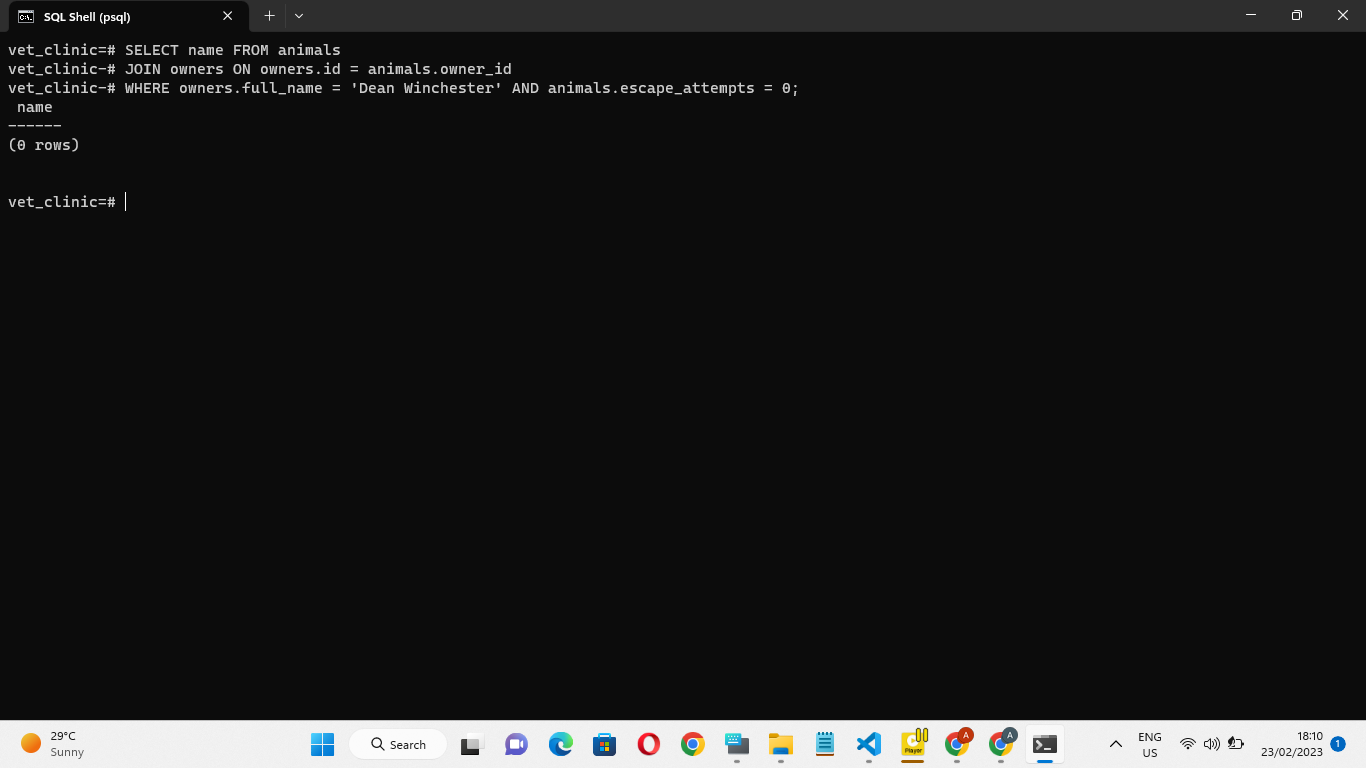 SQL Shell (psql)
vet_clinic=# SELECT name FROM animals
vet_clinic-# JOIN owners ON owners.id = animals.owner_id
vet_clinic-# WHERE owners.full_name = 'Dean Winchester' AND animals.escape_attempts = 0;
name
------
(0 rows)
vet_clinic=#
29°C
Sunny
Search
Player
A
A
ENG
US
18:10
23/02/2023
1